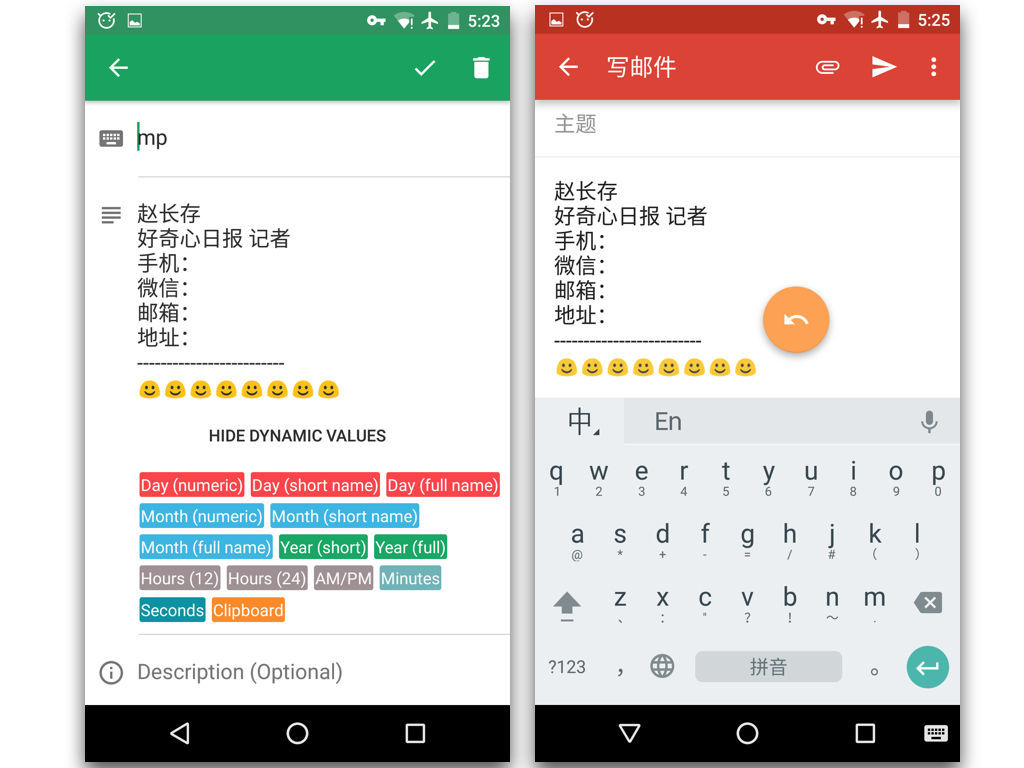 5:23
mp
赵长存
好奇心日报 记者
手机：
微信：
邮箱：
地址：
-------------------------
HIDE DYNAMIC VALUES
Day (numeric) Day (short name) Day (full name)
Month (numeric) Month (short name)
Month (full name) Year (short) Year (full)
Hours (12) Hours (24) AM/PM Minutes
Seconds Clipboard
Description (Optional)
5:25
写邮件
主题
赵长存
好奇心日报 记者
手机：
微信：
邮箱：
地址：
-------------------------
中 En
q w e r t y u i o p
1 2 3 4 5 6 7 8 9 0
a s d f g h j k l
@ * + - = / # ( )
z x c v b n m
、 : " ? ! ～ .
?123 ， 拼音 。